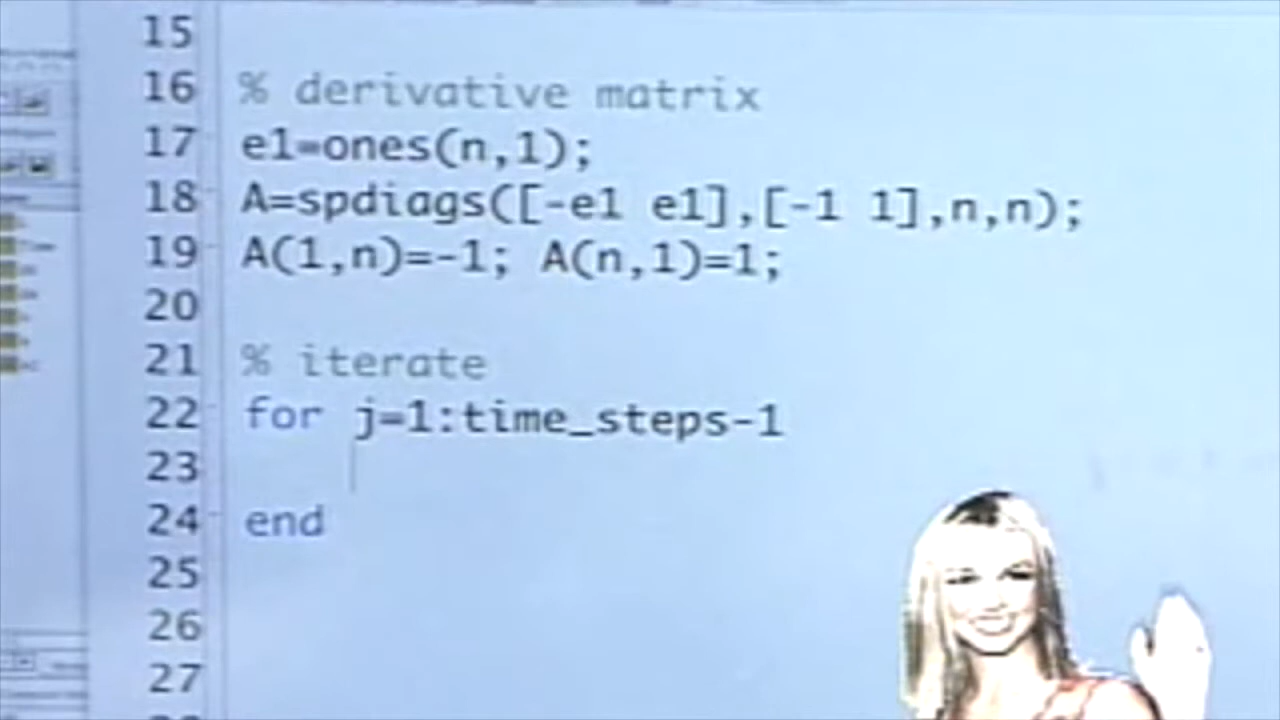 15
16 % derivative matrix
17 e1=ones(n,1);
18 A=spdiags([-e1 e1],[-1 1],n,n);
19 A(1,n)=-1; A(n,1)=1;
20
21 % iterate
22 for j=1:time_steps-1
23
24 end
25
26
27